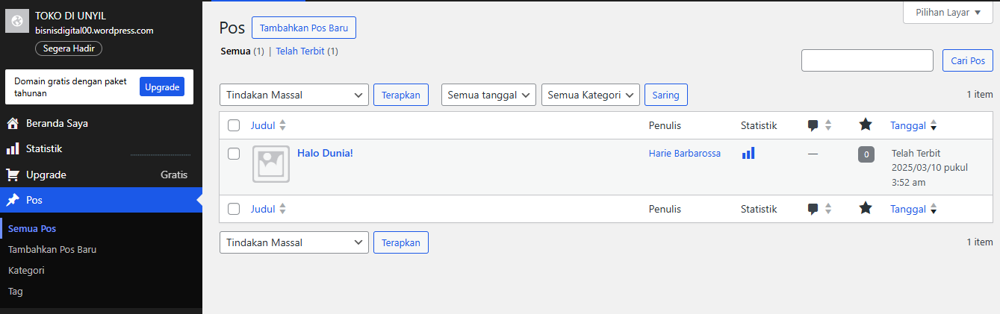 TOKO DI UNYIL
bisnisdigital00.wordpress.com
Segera Hadir
Domain gratis dengan paket
tahunan
Upgrade
Beranda Saya
Statistik
Upgrade Gratis
Pos
Semua Pos
Tambahkan Pos Baru
Kategori
Tag
Pilihan Layar
Pos Tambahkan Pos Baru
Semua (1) | Telah Terbit (1)
Cari Pos
Tindakan Massal Terapkan Semua tanggal Semua Kategori Saring 1 item
Judul Penulis Statistik Tanggal
Halo Dunia! Harie Barbarossa — 0 Telah Terbit
2025/03/10 pukul
3:52 am
Judul Penulis Statistik Tanggal
Tindakan Massal Terapkan 1 item